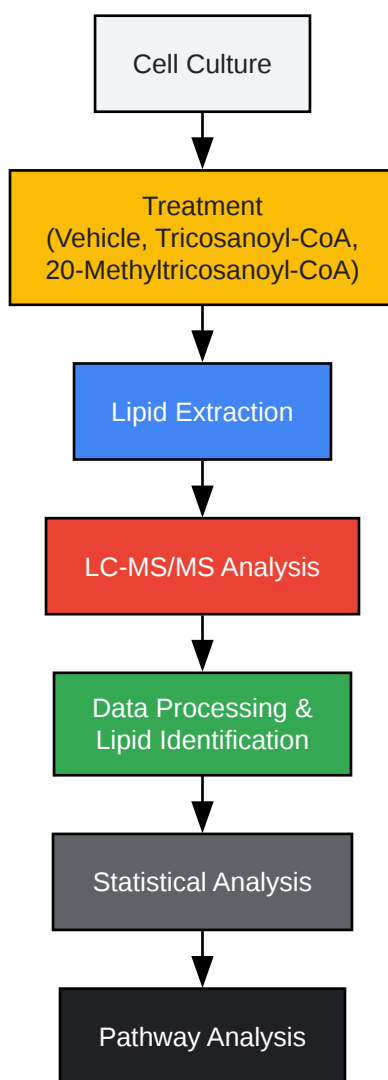 Cell Culture
Treatment
(Vehicle, Tricosanoyl-CoA,
20-Methyltricosanoyl-CoA)
Lipid Extraction
LC-MS/MS Analysis
Data Processing &
Lipid Identification
Statistical Analysis
Pathway Analysis